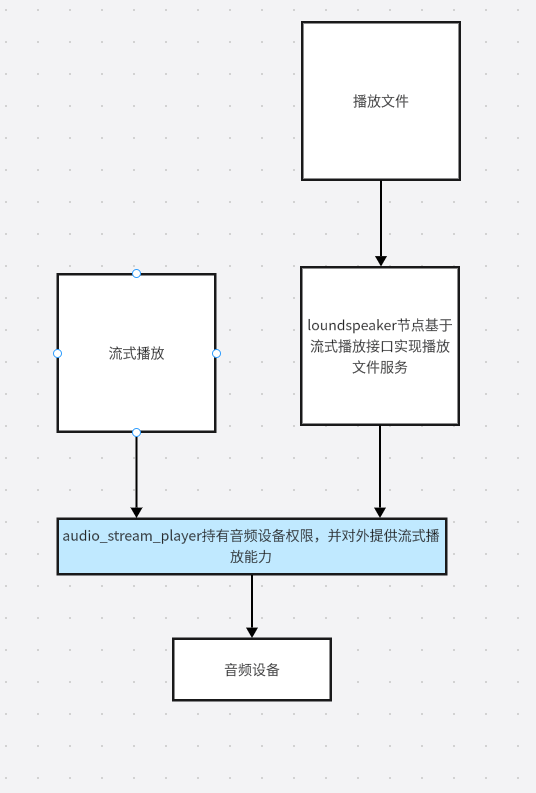 播放文件
流式播放
loundspeaker节点基于
流式播放接口实现播放
文件服务
audio_stream_player持有音频设备权限，并对外提供流式播
放能力
音频设备